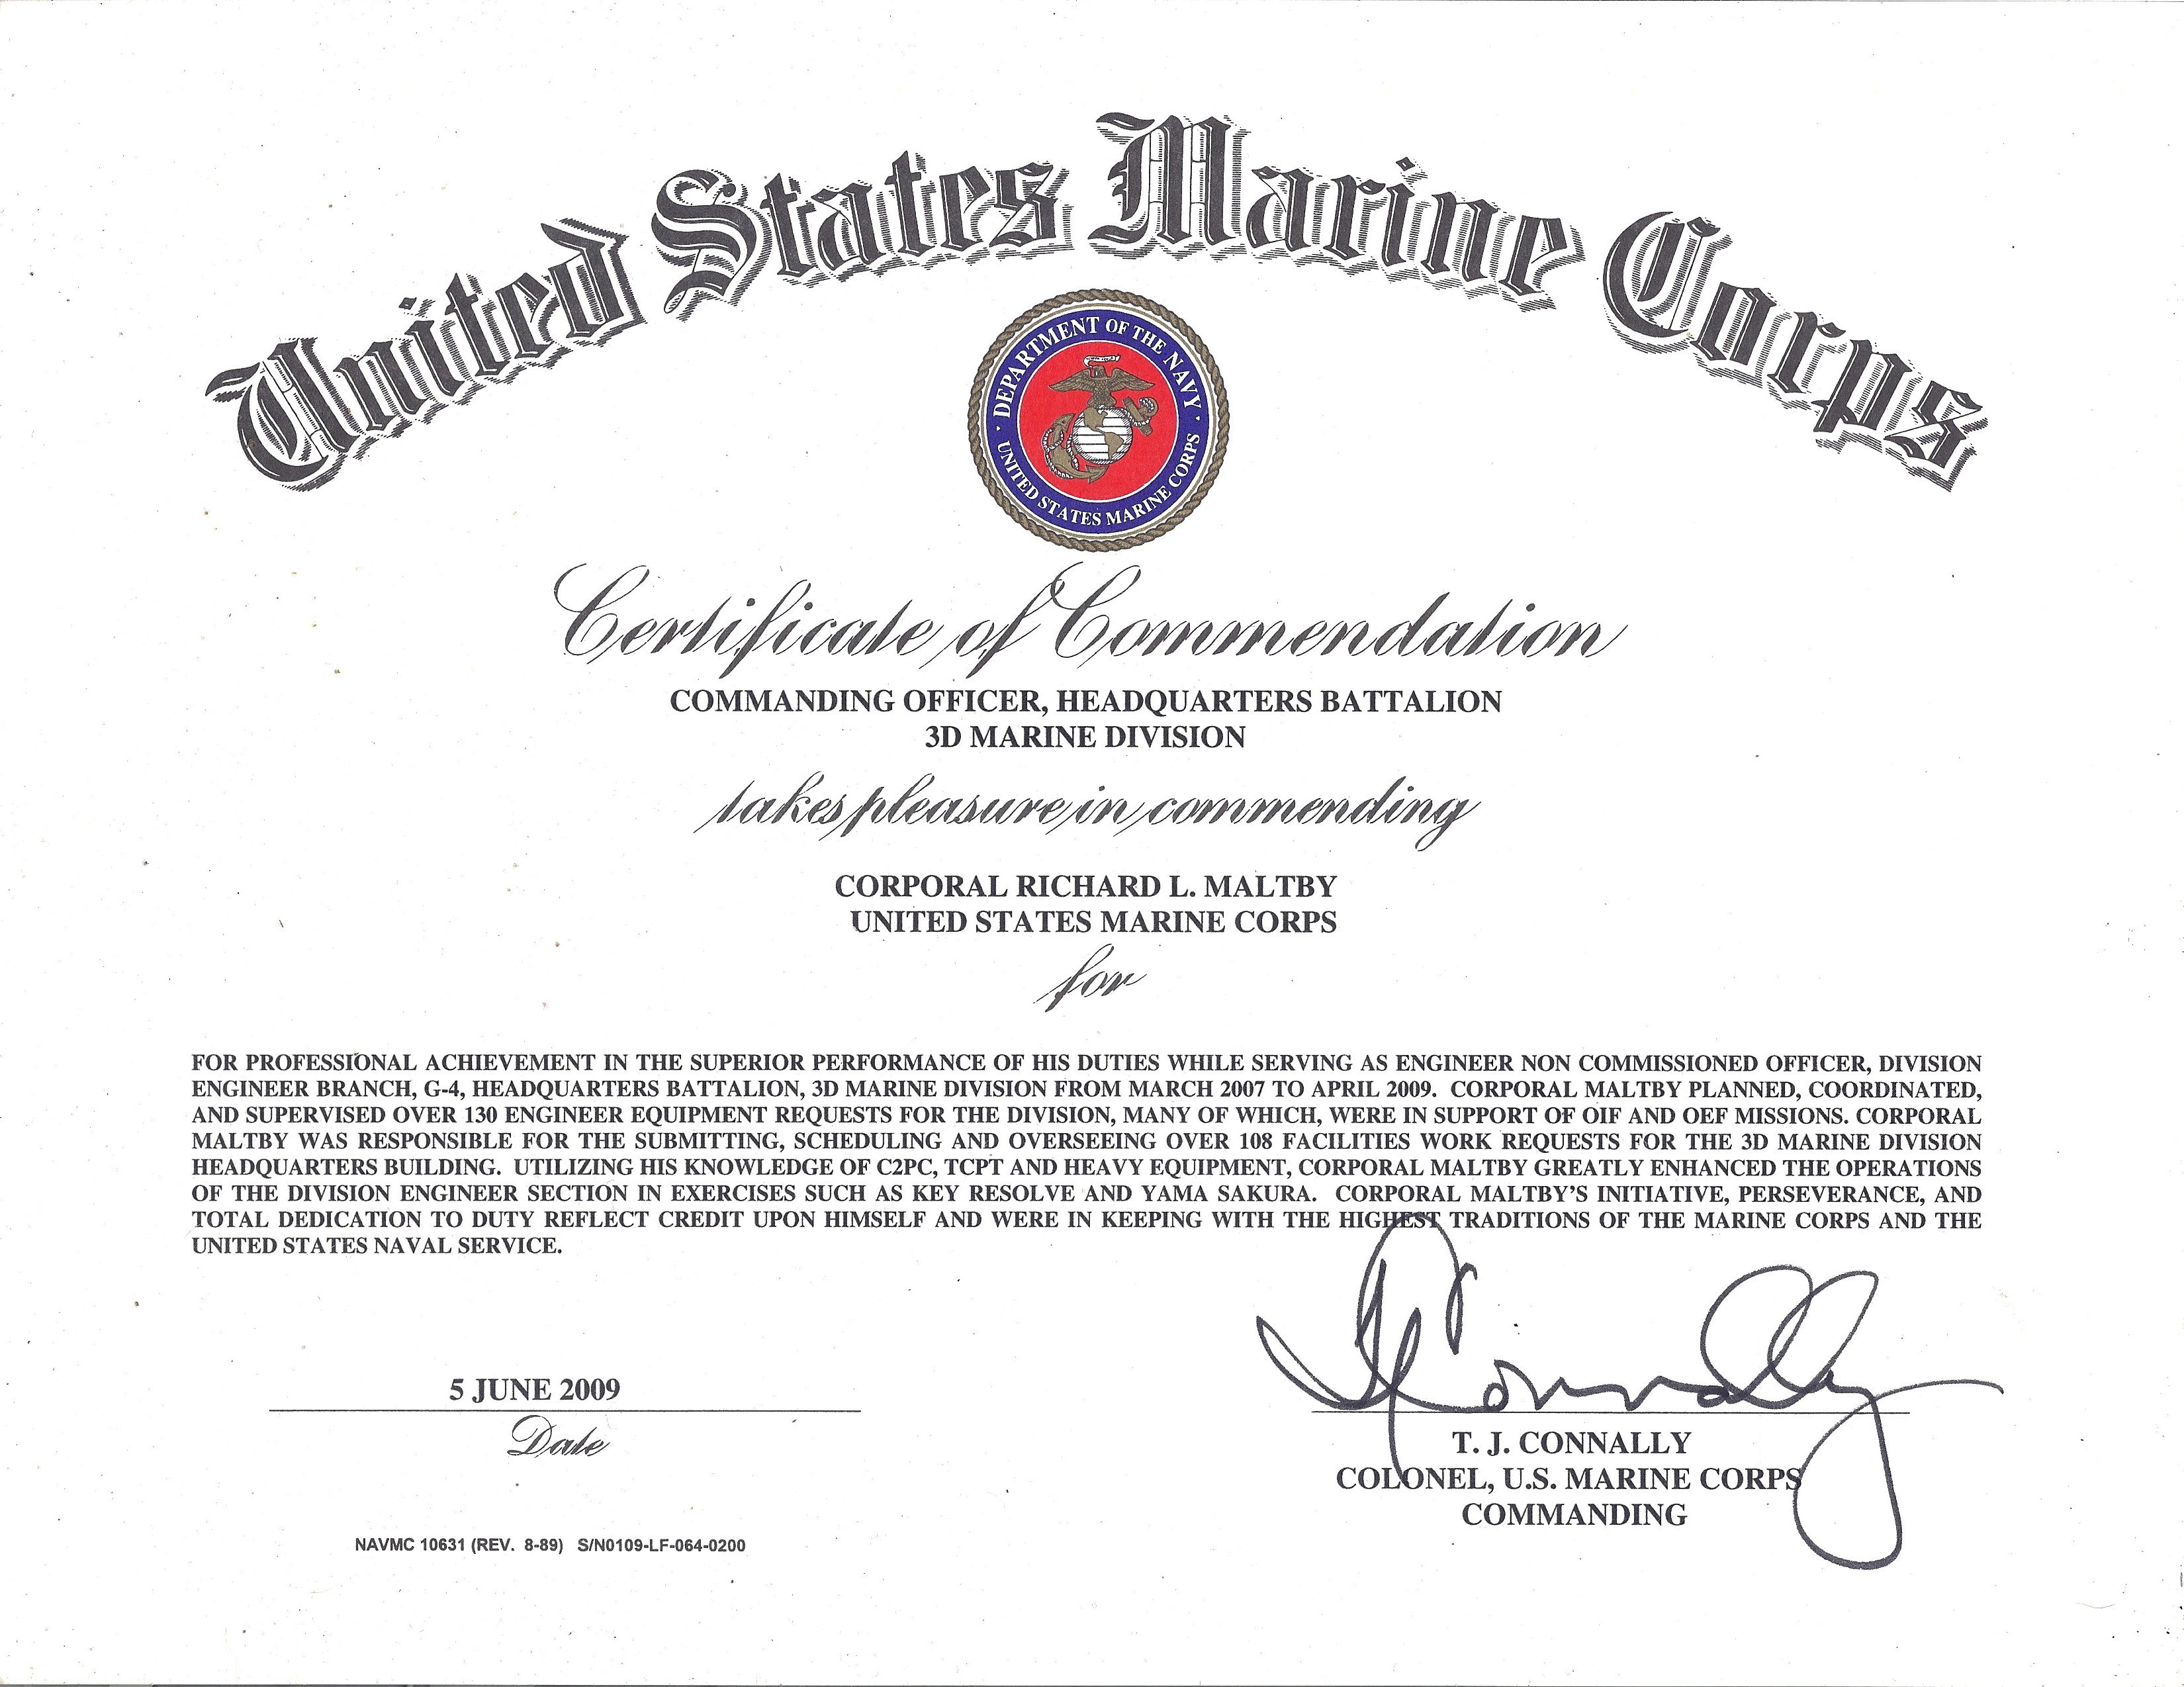 United States Marine Corps
DEPARTMENT OF THE NAVY
UNITED STATES MARINE CORPS
Certificate of Commendation
COMMANDING OFFICER, HEADQUARTERS BATTALION
3D MARINE DIVISION
takes pleasure in commending
CORPORAL RICHARD L. MALTBY
UNITED STATES MARINE CORPS
for
FOR PROFESSIONAL ACHIEVEMENT IN THE SUPERIOR PERFORMANCE OF HIS DUTIES WHILE SERVING AS ENGINEER NON COMMISSIONED OFFICER, DIVISION
ENGINEER BRANCH, G-4, HEADQUARTERS BATTALION, 3D MARINE DIVISION FROM MARCH 2007 TO APRIL 2009. CORPORAL MALTBY PLANNED, COORDINATED,
AND SUPERVISED OVER 130 ENGINEER EQUIPMENT REQUESTS FOR THE DIVISION, MANY OF WHICH, WERE IN SUPPORT OF OIF AND OEF MISSIONS. CORPORAL
MALTBY WAS RESPONSIBLE FOR THE SUBMITTING, SCHEDULING AND OVERSEEING OVER 108 FACILITIES WORK REQUESTS FOR THE 3D MARINE DIVISION
HEADQUARTERS BUILDING. UTILIZING HIS KNOWLEDGE OF C2PC, TCPT AND HEAVY EQUIPMENT, CORPORAL MALTBY GREATLY ENHANCED THE OPERATIONS
OF THE DIVISION ENGINEER SECTION IN EXERCISES SUCH AS KEY RESOLVE AND YAMA SAKURA. CORPORAL MALTBY'S INITIATIVE, PERSEVERANCE, AND
TOTAL DEDICATION TO DUTY REFLECT CREDIT UPON HIMSELF AND WERE IN KEEPING WITH THE HIGHEST TRADITIONS OF THE MARINE CORPS AND THE
UNITED STATES NAVAL SERVICE.
5 JUNE 2009
Date
TJ Connally
T. J. CONNALLY
COLONEL, U.S. MARINE CORPS
COMMANDING
NAVMC 10631 (REV. 8-89) S/N0109-LF-064-0200